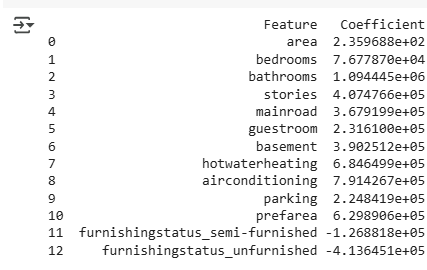 Feature Coefficient
0 area 2.359688e+02
1 bedrooms 7.677870e+04
2 bathrooms 1.094445e+06
3 stories 4.074766e+05
4 mainroad 3.679199e+05
5 guestroom 2.316100e+05
6 basement 3.902512e+05
7 hotwaterheating 6.846499e+05
8 airconditioning 7.914267e+05
9 parking 2.248419e+05
10 prefarea 6.298906e+05
11 furnishingstatus_semi-furnished -1.268818e+05
12 furnishingstatus_unfurnished -4.136451e+05